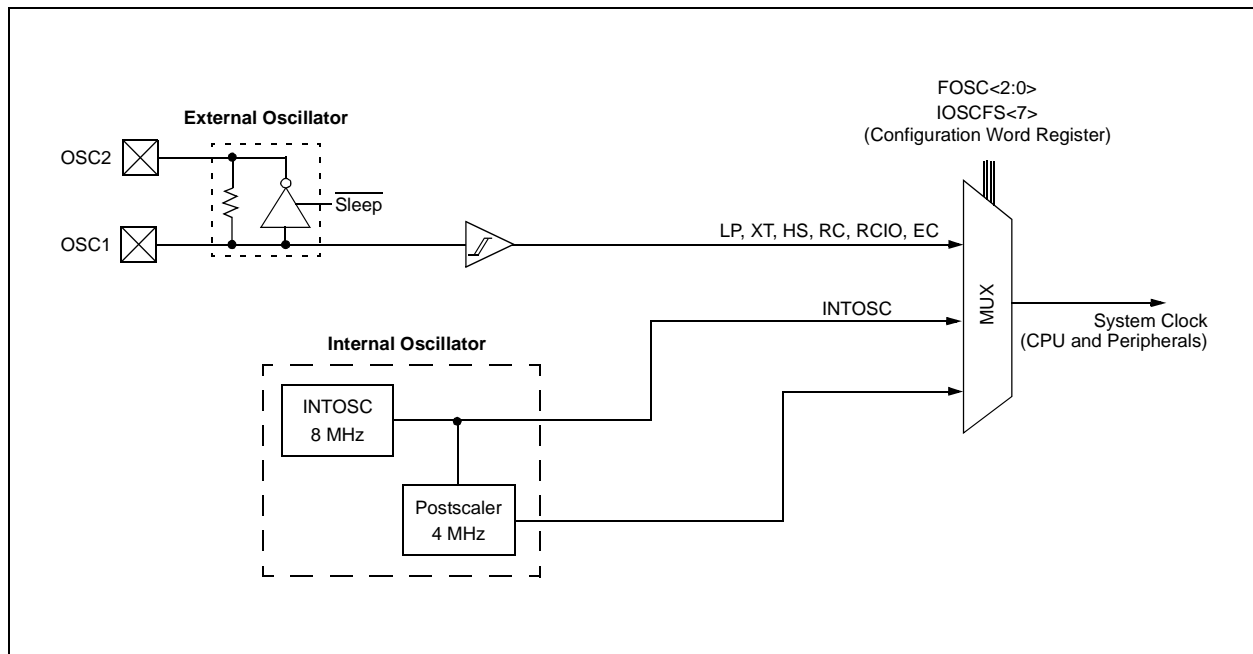 FOSC<2:0>
IOSCFS<7>
(Configuration Word Register)
External Oscillator
OSC2
Sleep
OSC1
LP, XT, HS, RC, RCIO, EC
MUX
INTOSC
System Clock
(CPU and Peripherals)
Internal Oscillator
INTOSC
8 MHz
Postscaler
4 MHz